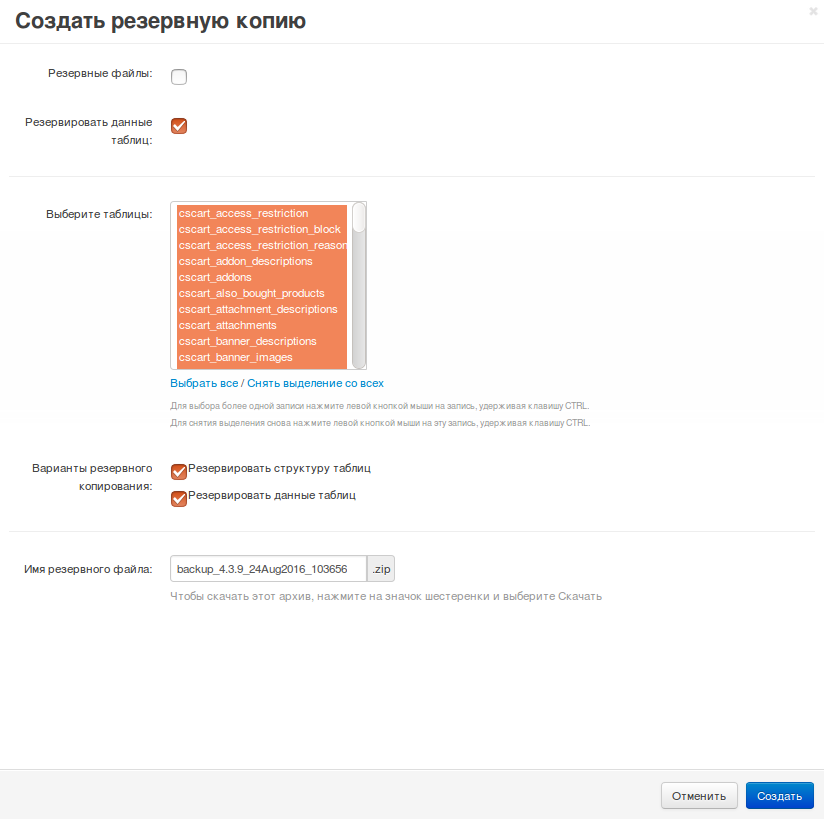 Создать резервную копию
Резервные файлы:
Резервировать данные
таблиц:
Выберите таблицы:
cscart_access_restriction
cscart_access_restriction_block
cscart_access_restriction_reason
cscart_addon_descriptions
cscart_addons
cscart_also_bought_products
cscart_attachment_descriptions
cscart_attachments
cscart_banner_descriptions
cscart_banner_images
Выбрать все / Снять выделение со всех
Для выбора более одной записи нажмите левой кнопкой мыши на запись, удерживая клавишу CTRL.
Для снятия выделения снова нажмите левой кнопкой мыши на эту запись, удерживая клавишу CTRL.
Варианты резервного
копирования:
Резервировать структуру таблиц
Резервировать данные таблиц
Имя резервного файла:
backup_4.3.9_24Aug2016_103656 .zip
Чтобы скачать этот архив, нажмите на значок шестеренки и выберите Скачать
Отменить Создать